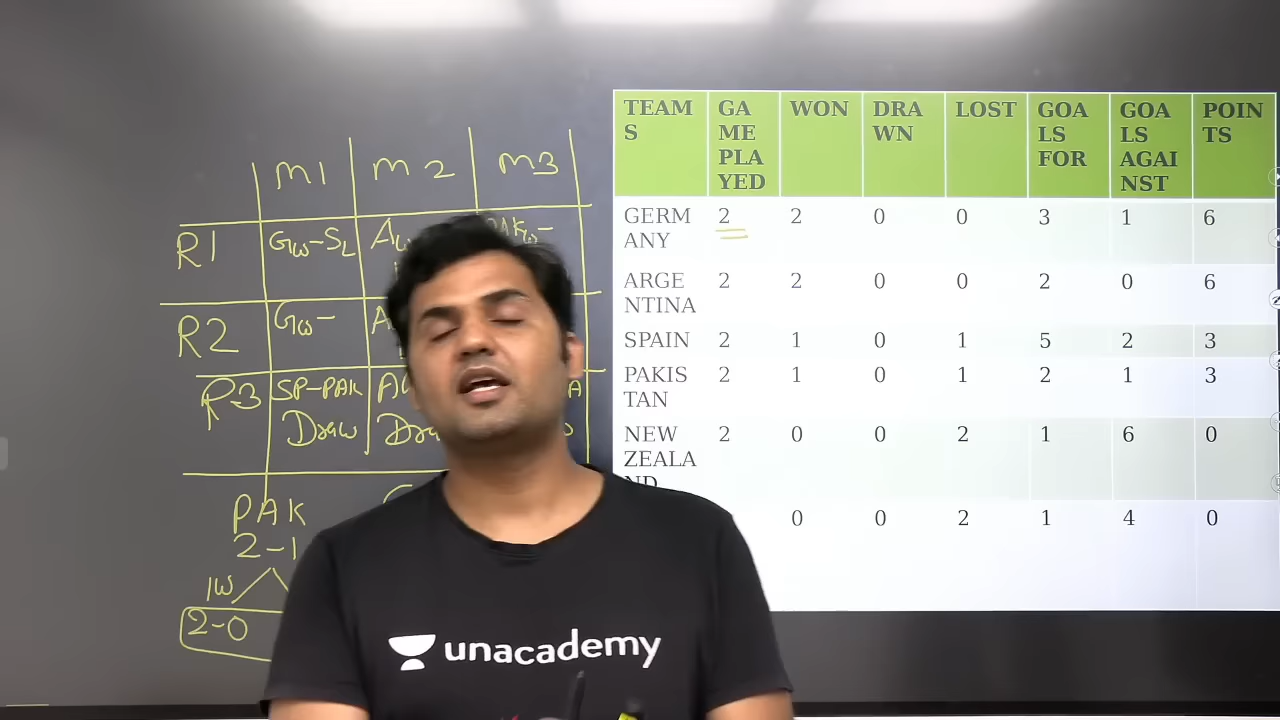 M1 M2 M3
R1 Gw-SL
R2 Gw-
R3 SP-PAK
Draw
PAK
2-1
1W
2-0
TEAM
S
GA
ME
PLA
YED
WON
DRA
WN
LOST
GOA
LS
FOR
GOA
LS
AGAI
NST
POIN
TS
GERM
ANY
2 2 0 0 3 1 6
ARGE
NTINA
2 2 0 0 2 0 6
SPAIN 2 1 0 1 5 2 3
PAKIS
TAN
2 1 0 1 2 1 3
NEW
ZEALA
ND
2 0 0 2 1 6 0
0 0 2 1 4 0
unacademy